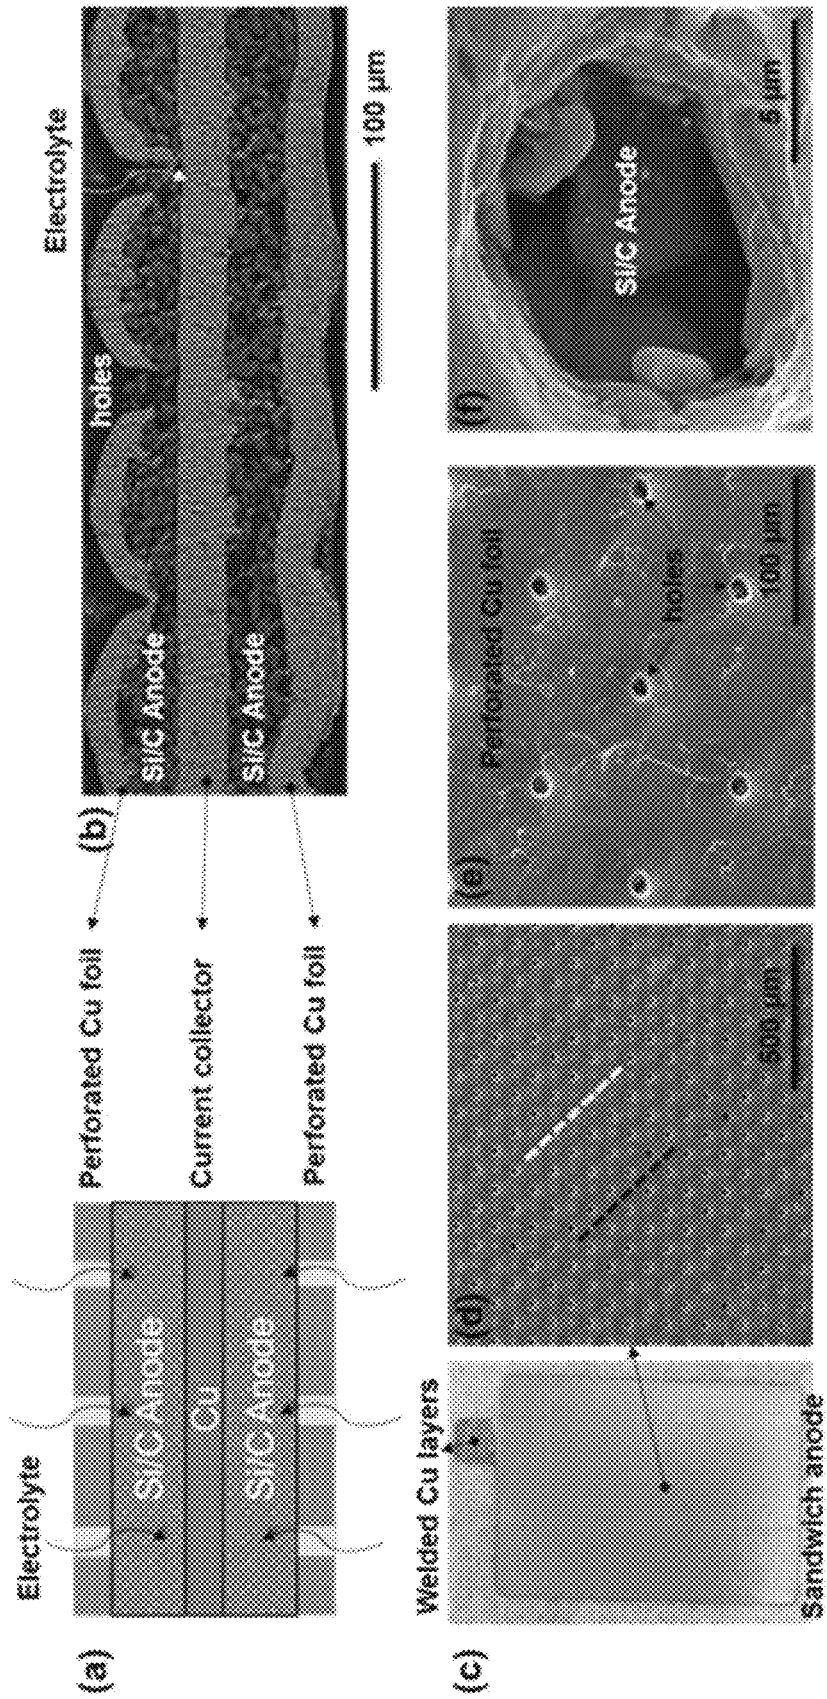 (a)
Electrolyte
Si/C Anode
Cu
Si/C Anode
Perforated Cu foil
Current collector
Perforated Cu foil
(b)
Electrolyte
holes
Si/C Anode
Si/C Anode
100 μm
(c)
Welded Cu layers
Sandwich anode
(d)
500 μm
(e)
Perforated Cu foil
holes
100 μm
(f)
Si/C Anode
5 μm